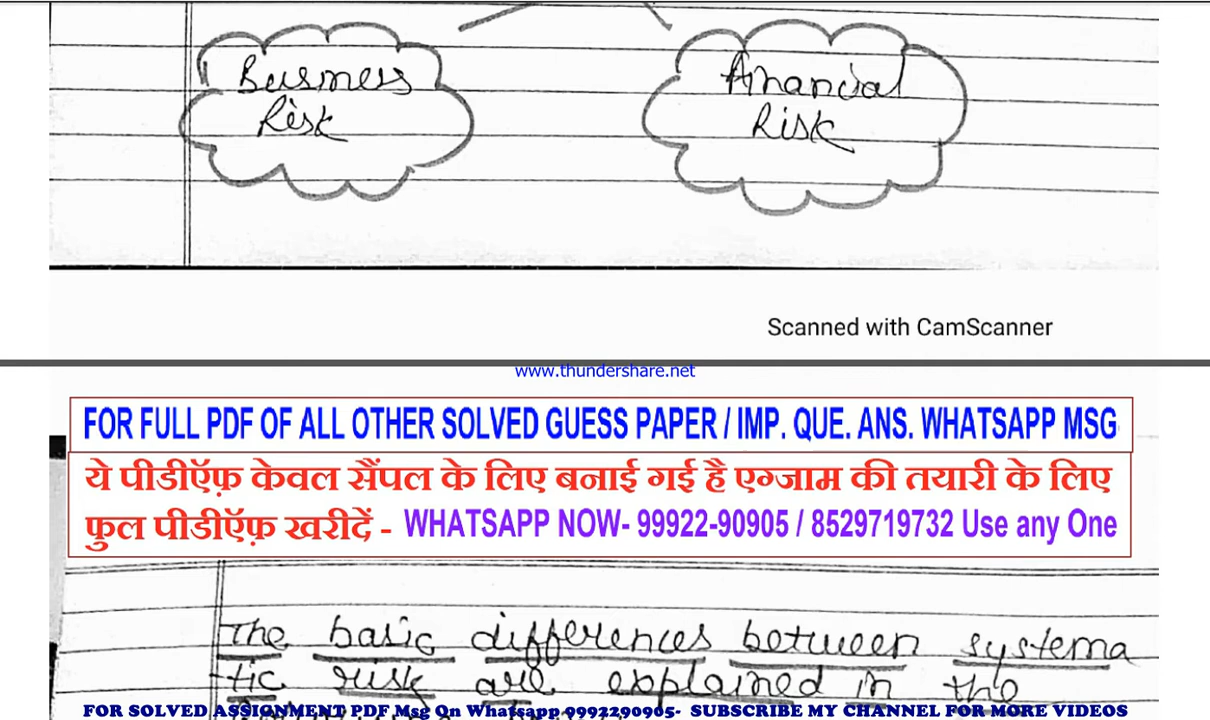 Business
Risk
Financial
Risk
Scanned with CamScanner
www.thundershare.net
FOR FULL PDF OF ALL OTHER SOLVED GUESS PAPER / IMP. QUE. ANS. WHATSAPP MSG
ये पीडीऍफ़ केवल सैंपल के लिए बनाई गई है एग्जाम की तयारी के लिए
फुल पीडीऍफ़ खरीदें - WHATSAPP NOW- 99922-90905 / 8529719732 Use any One
The basic differences between systema
tic risk are explained in the
FOR SOLVED ASSIGNMENT PDF Msg On Whatsapp 9992290905- SUBSCRIBE MY CHANNEL FOR MORE VIDEOS